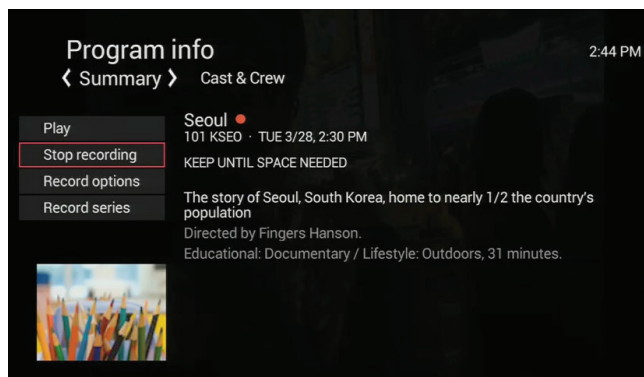 Program info
2:44 PM
❮ Summary ❯ Cast & Crew
Play
Stop recording
Record options
Record series
Seoul
101 KSEO · TUE 3/28, 2:30 PM
KEEP UNTIL SPACE NEEDED
The story of Seoul, South Korea, home to nearly 1/2 the country's
population
Directed by Fingers Hanson.
Educational: Documentary / Lifestyle: Outdoors, 31 minutes.